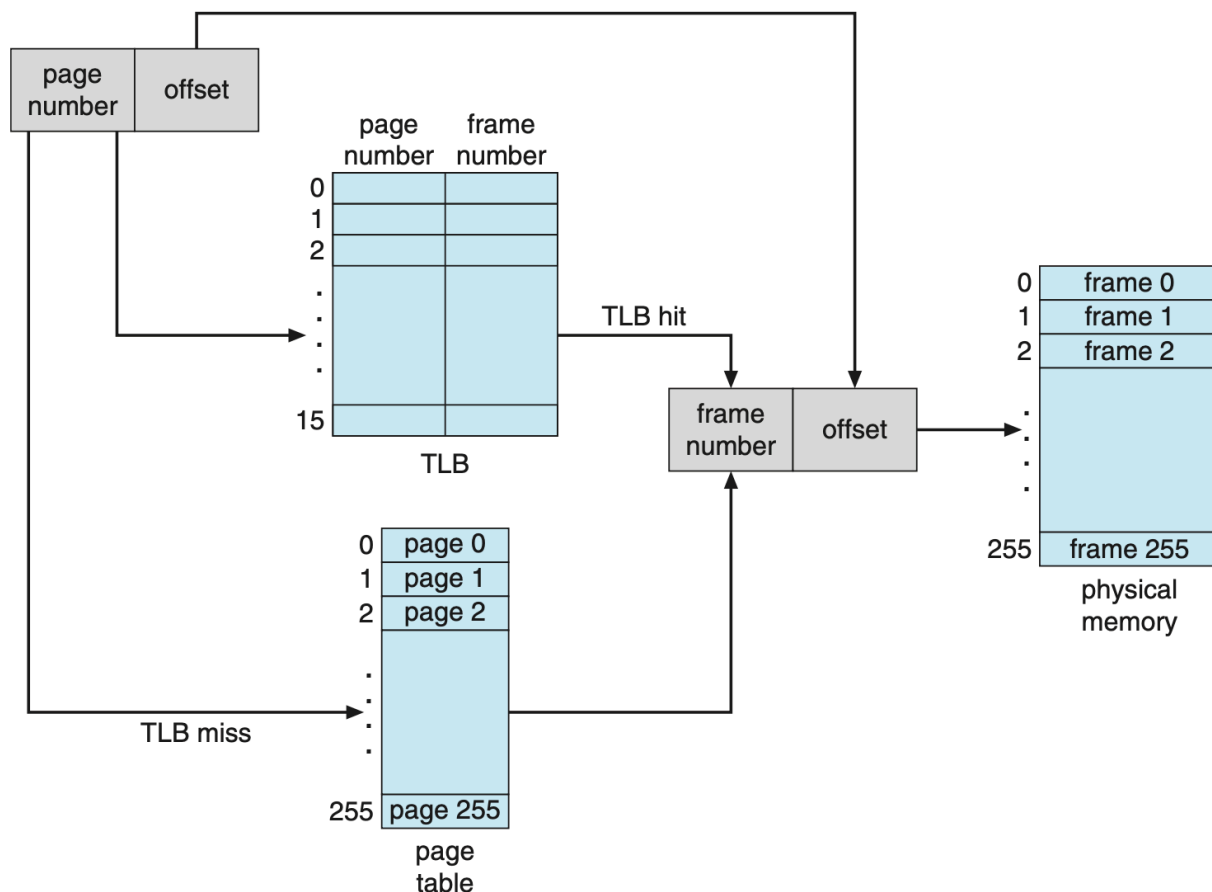 page
number
offset
page
number
frame
number
0
1
2
.
.
.
.
15
TLB
TLB hit
frame
number
offset
0
frame 0
1
frame 1
2
frame 2
.
.
.
.
255
frame 255
physical
memory
0
page 0
1
page 1
2
page 2
.
.
.
.
255
page 255
page
table
TLB miss